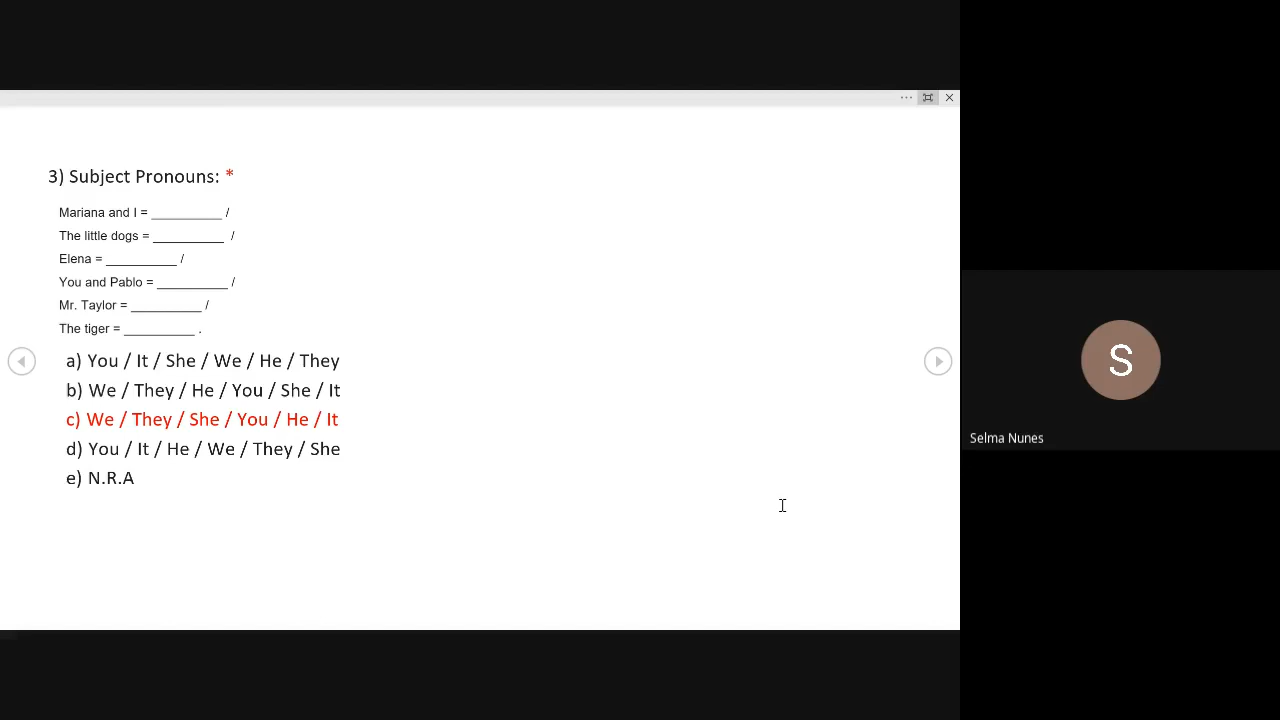 3) Subject Pronouns: *
Mariana and I = __________ /
The little dogs = __________ /
Elena = __________ /
You and Pablo = __________ /
Mr. Taylor = __________ /
The tiger = __________ .
a) You / It / She / We / He / They
b) We / They / He / You / She / It
c) We / They / She / You / He / It
d) You / It / He / We / They / She
e) N.R.A
S
Selma Nunes